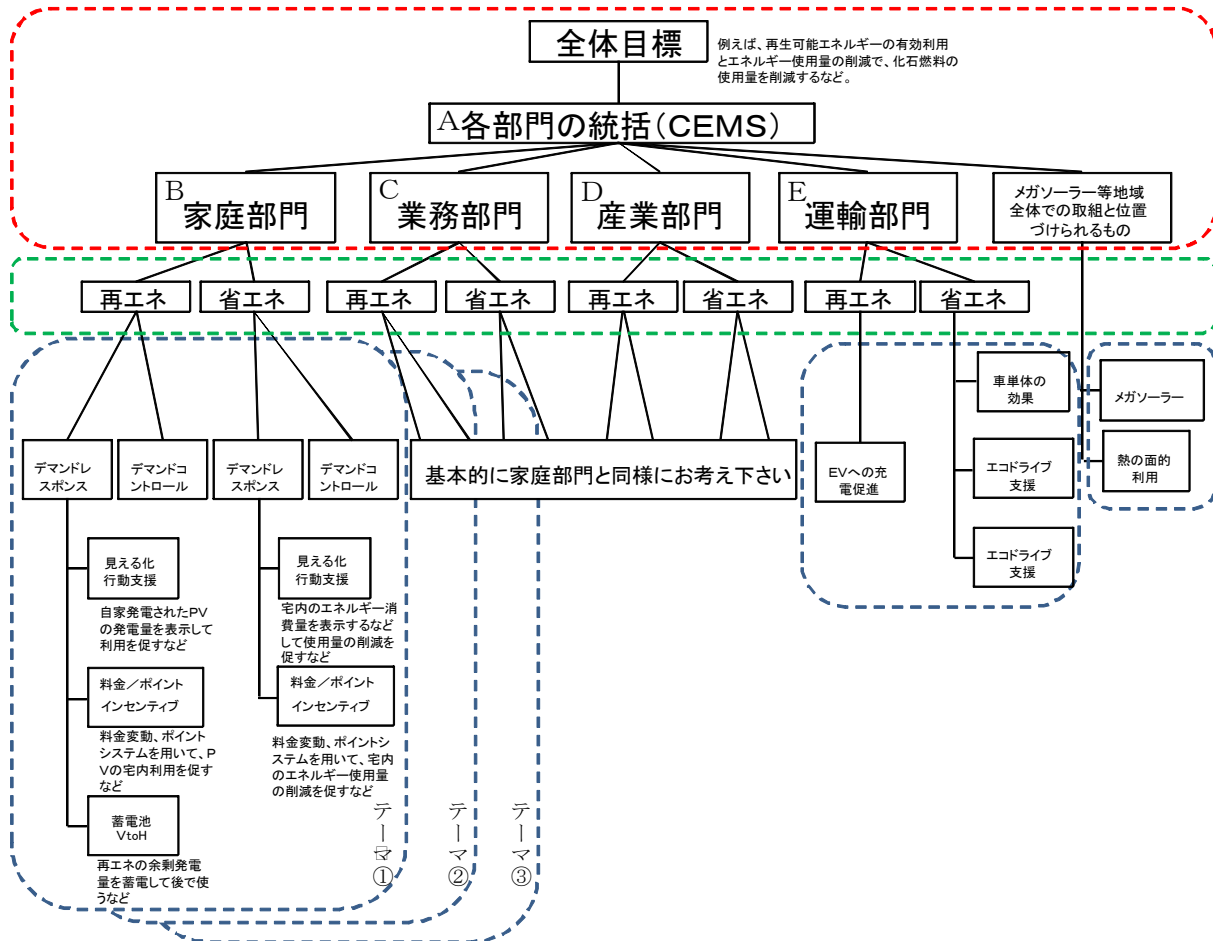 全体目標
例えば、再生可能エネルギーの有効利用
とエネルギー使用量の削減で、化石燃料の
使用量を削減するなど。
A各部門の統括(CEMS)
B
家庭部門
C
業務部門
D
産業部門
E
運輸部門
メガソーラー等地域
全体での取組と位置
づけられるもの
再エネ
省エネ
再エネ
省エネ
再エネ
省エネ
再エネ
省エネ
デマンドレ
スポンス
デマンドコ
ントロール
デマンドレ
スポンス
デマンドコ
ントロール
基本的に家庭部門と同様にお考え下さい
EVへの充
電促進
車単体の
効果
エコドライブ
支援
エコドライブ
支援
メガソーラー
熱の面的
利用
見える化
行動支援
自家発電されたPV
の発電量を表示して
利用を促すなど
料金/ポイント
インセンティブ
料金変動、ポイント
システムを用いて、P
Vの宅内利用を促す
など
蓄電池
VtoH
再エネの余剰発電
量を蓄電して後で使
うなど
見える化
行動支援
宅内のエネルギー消
費量を表示するなど
して使用量の削減を
促すなど
料金/ポイント
インセンティブ
料金変動、ポイントシス
テムを用いて、宅内
のエネルギー使用量
の削減を促すなど
テーマ①
テーマ②
テーマ③